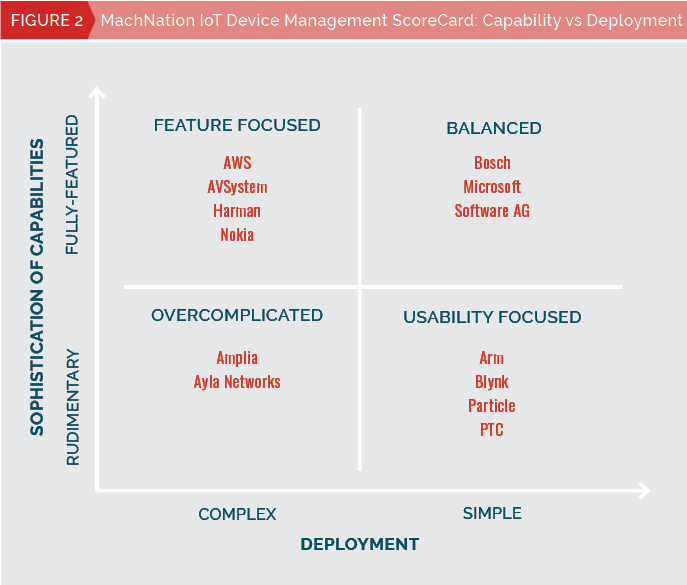 FIGURE 2
MachNation IoT Device Management ScoreCard: Capability vs Deployment
SOPHISTICATION OF CAPABILITIES
FULLY-FEATURED
RUDIMENTARY
FEATURE FOCUSED
AWS
AVSystem
Harman
Nokia
BALANCED
Bosch
Microsoft
Software AG
OVERCOMPLICATED
Amplia
Ayla Networks
USABILITY FOCUSED
Arm
Blynk
Particle
PTC
COMPLEX
SIMPLE
DEPLOYMENT